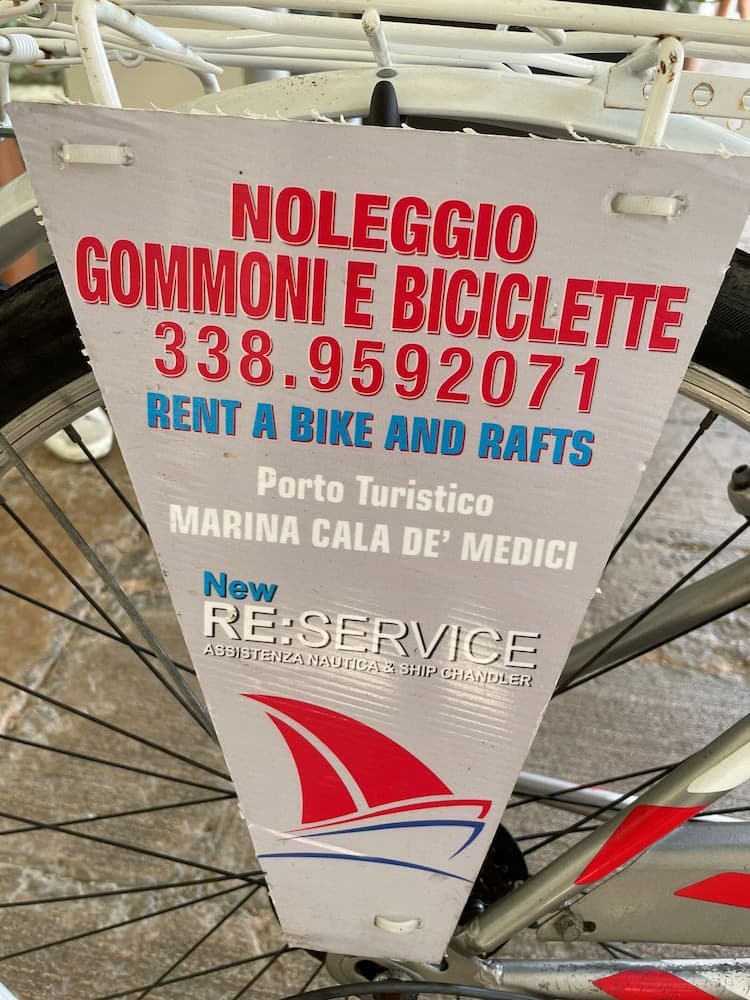 NOLEGGIO
GOMMONI E BICICLETTE
338.9592071
RENT A BIKE AND RAFTS
Porto Turistico
MARINA CALA DE' MEDICI
New
RE:SERVICE
ASSISTENZA NAUTICA & SHIP CHANDLER